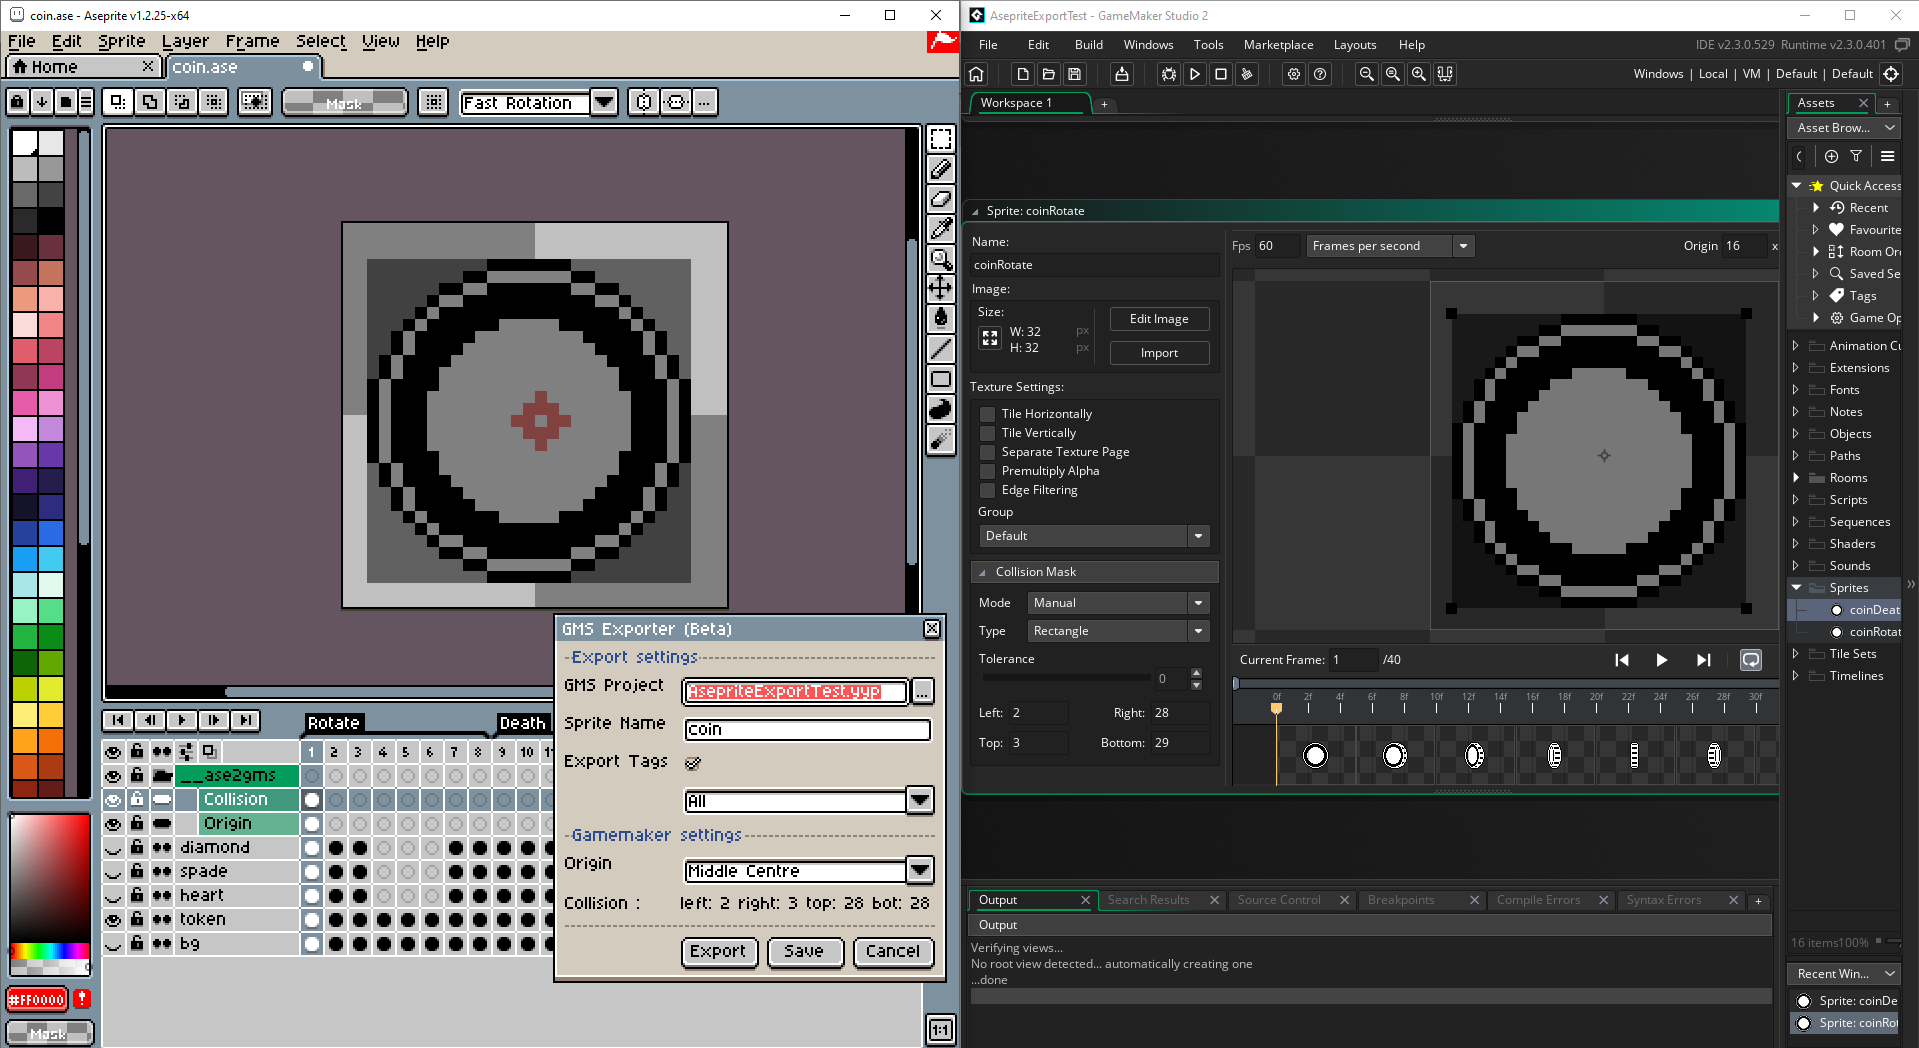 coin.ase - Aseprite v1.2.25-x64
File Edit Sprite Layer Frame Select View Help
Home
coin.ase
Mask
Fast Rotation
...
Rotate
Death
1 2 3 4 5 6 7 8 9 10
__ase2gms
Collision
Origin
diamond
spade
heart
token
bg
#FF0000
!
Mask
1:1
GMS Exporter (Beta)
Export settings
GMS Project AsepriteExportTest.yyp ...
Sprite Name coin
Export Tags
All
Gamemaker settings
Origin Middle Centre
Collision : left: 2 right: 3 top: 28 bot: 28
Export Save Cancel
AsepriteExportTest - GameMaker Studio 2
File Edit Build Windows Tools Marketplace Layouts Help
IDE v2.3.0.529 Runtime v2.3.0.401
Windows | Local | VM | Default | Default
Workspace 1
+
Sprite: coinRotate
Name:
coinRotate
Image:
Size:
W: 32 px
H: 32 px
Edit Image
Import
Texture Settings:
Tile Horizontally
Tile Vertically
Separate Texture Page
Premultiply Alpha
Edge Filtering
Group
Default
Collision Mask
Mode Manual
Type Rectangle
Tolerance
0
Left: 2 Right: 28
Top: 3 Bottom: 29
Fps 60 Frames per second Origin 16 x
Current Frame: 1 /40
0f 2f 4f 6f 8f 10f 12f 14f 16f 18f 20f 22f 24f 26f 28f 30f
Output Search Results Source Control Breakpoints Compile Errors Syntax Errors +
Output
Verifying views...
No root view detected... automatically creating one
...done
Assets
+
Asset Brow...
Quick Access
Recent
Favourite
Room Or
Saved Se
Tags
Game Op
Animation Cu
Extensions
Fonts
Notes
Objects
Paths
Rooms
Scripts
Sequences
Shaders
Sounds
Sprites
coinDeat
coinRotat
Tile Sets
Timelines
16 items 100%
Recent Win...
Sprite: coinDe
Sprite: coinRot